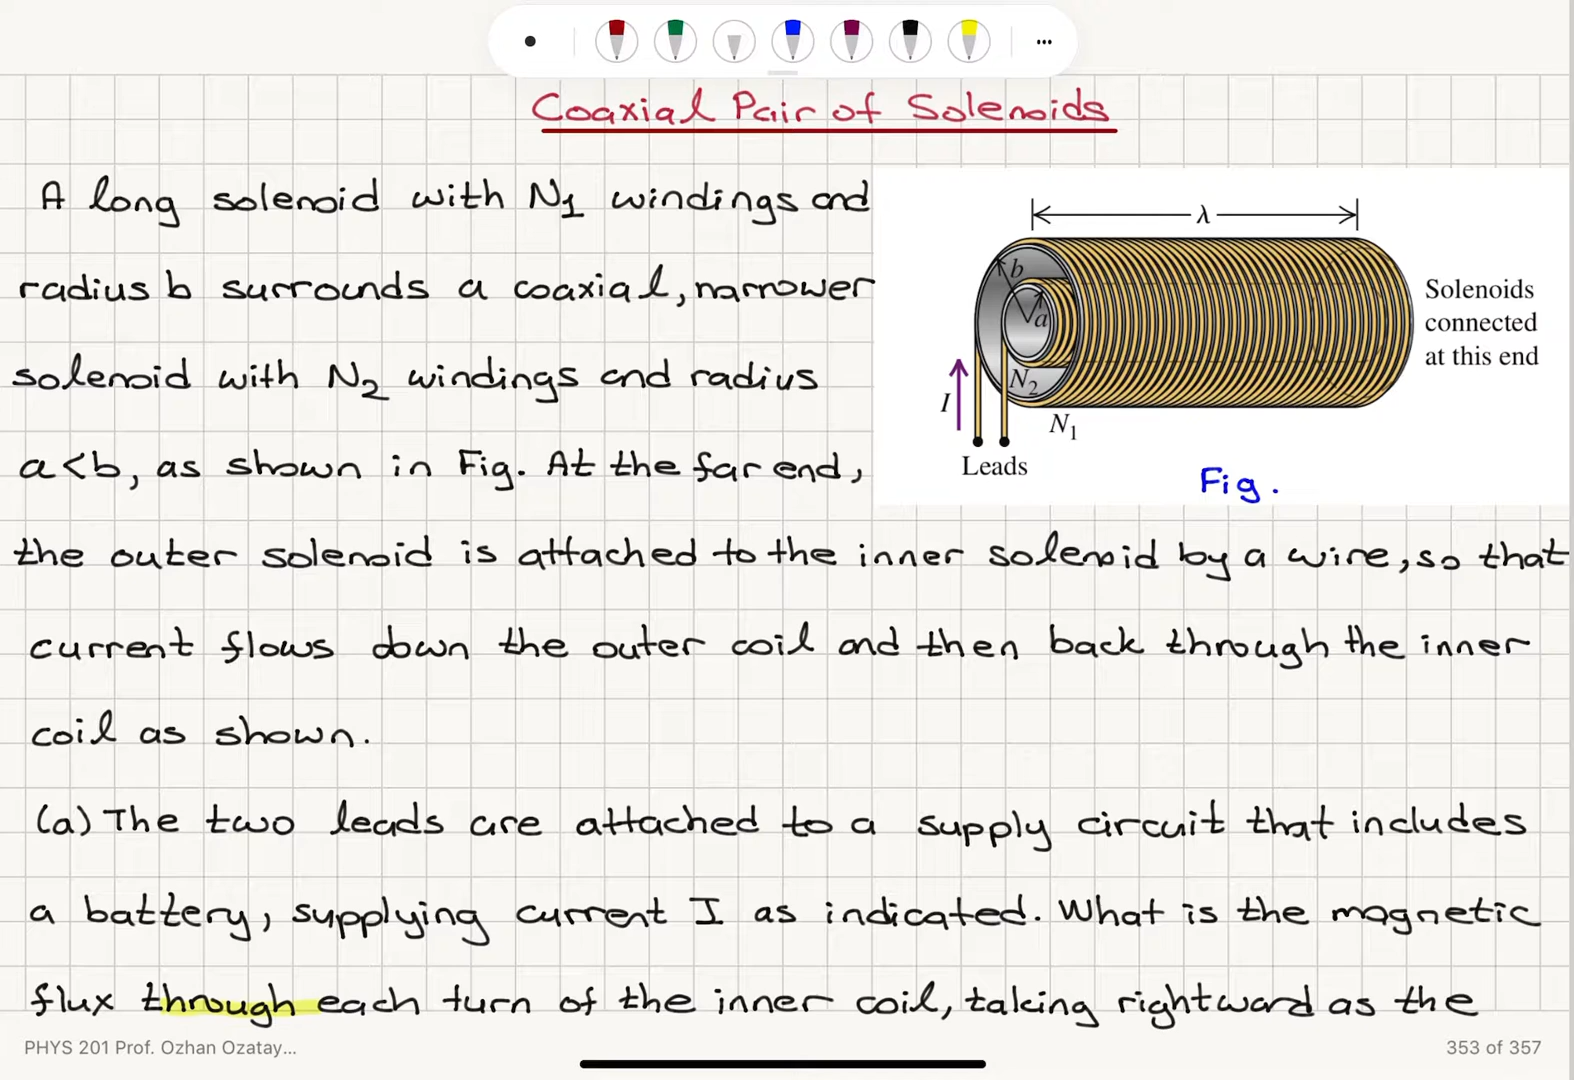 Coaxial Pair of Solenoids
A long solenoid with N1 windings and
radius b surrounds a coaxial, narrower
solenoid with N2 windings and radius
a<b, as shown in Fig. At the far end,
λ
b
a
N2
N1
I
Leads
Solenoids
connected
at this end
Fig.
the outer solenoid is attached to the inner solenoid by a wire, so that
current flows down the outer coil and then back through the inner
coil as shown.
(a) The two leads are attached to a supply circuit that includes
a battery, supplying current I as indicated. What is the magnetic
flux through each turn of the inner coil, taking rightward as the
PHYS 201 Prof. Ozhan Ozatay...
353 of 357